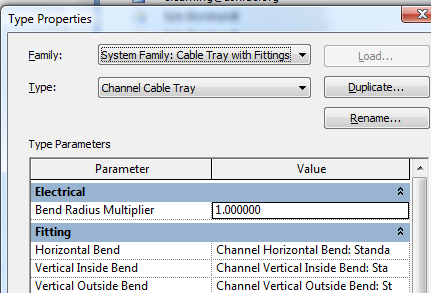 Type Properties
Family: System Family: Cable Tray with Fittings Load...
Type: Channel Cable Tray Duplicate...
Rename...
Type Parameters
Parameter Value
Electrical
Bend Radius Multiplier 1.000000
Fitting
Horizontal Bend Channel Horizontal Bend: Standa
Vertical Inside Bend Channel Vertical Inside Bend: Sta
Vertical Outside Bend Channel Vertical Outside Bend: St